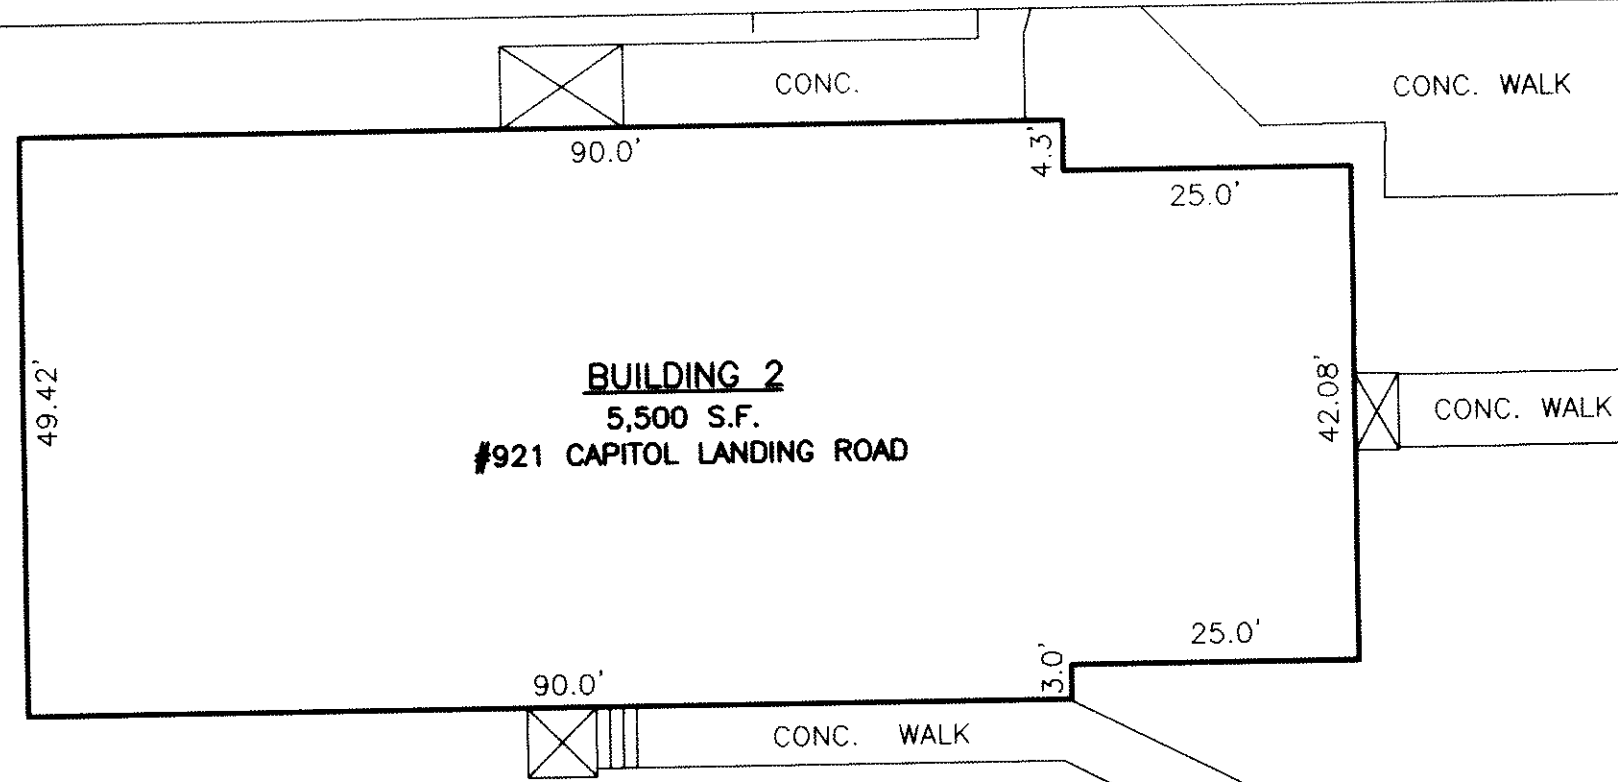 CONC.
CONC. WALK
90.0'
4.3'
25.0'
49.42'
BUILDING 2
5,500 S.F.
#921 CAPITOL LANDING ROAD
42.08'
CONC. WALK
25.0'
3.0'
90.0'
CONC. WALK